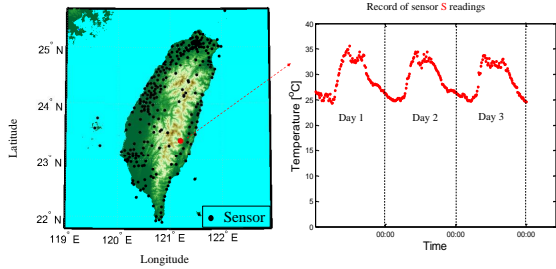 Record of sensor S readings
25° N
24° N
23° N
22° N
119° E
120° E
121° E
122° E
Latitude
Longitude
Sensor
40
35
30
25
20
15
10
5
0
Temperature [°C]
Day 1
Day 2
Day 3
00:00
00:00
00:00
Time